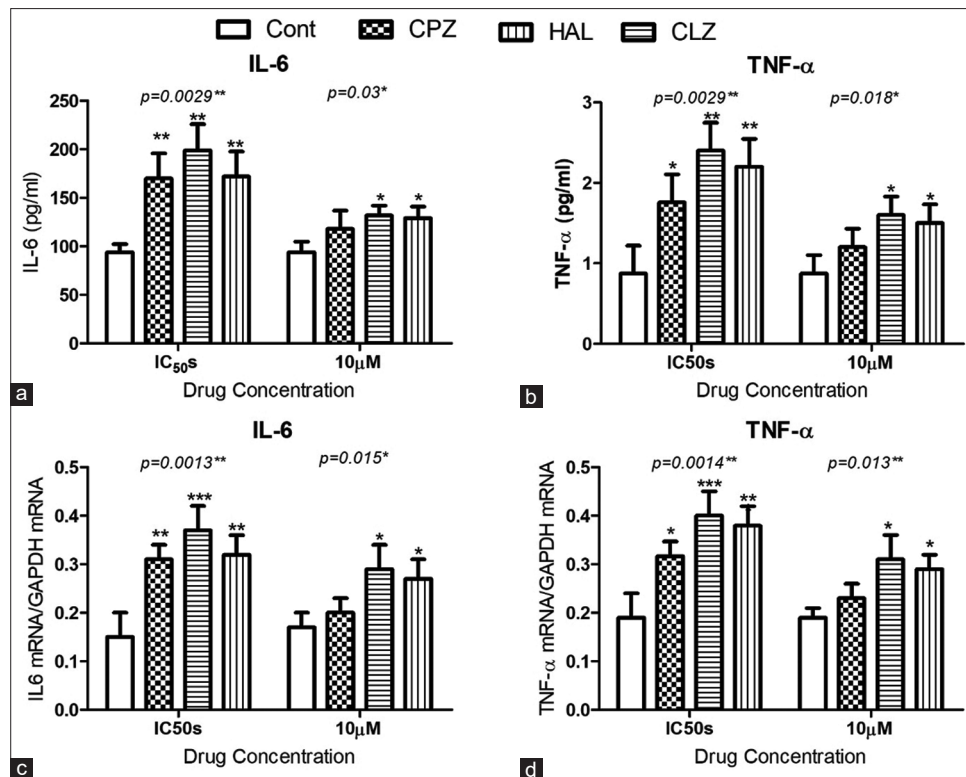 Cont CPZ HAL CLZ
IL-6
p=0.0029** p=0.03*
IL-6 (pg/ml)
250
200
150
100
50
0
** ** ** * *
IC50s 10μM
Drug Concentration
a
TNF-α
p=0.0029** p=0.018*
TNF-α (pg/ml)
3
2
1
0
* ** ** * *
IC50s 10μM
Drug Concentration
b
IL-6
p=0.0013** p=0.015*
IL6 mRNA/GAPDH mRNA
0.5
0.4
0.3
0.2
0.1
0.0
** *** ** * *
IC50s 10μM
Drug Concentration
c
TNF-α
p=0.0014** p=0.013**
TNF-α mRNA/GAPDH mRNA
0.5
0.4
0.3
0.2
0.1
0.0
* *** ** * *
IC50s 10μM
Drug Concentration
d